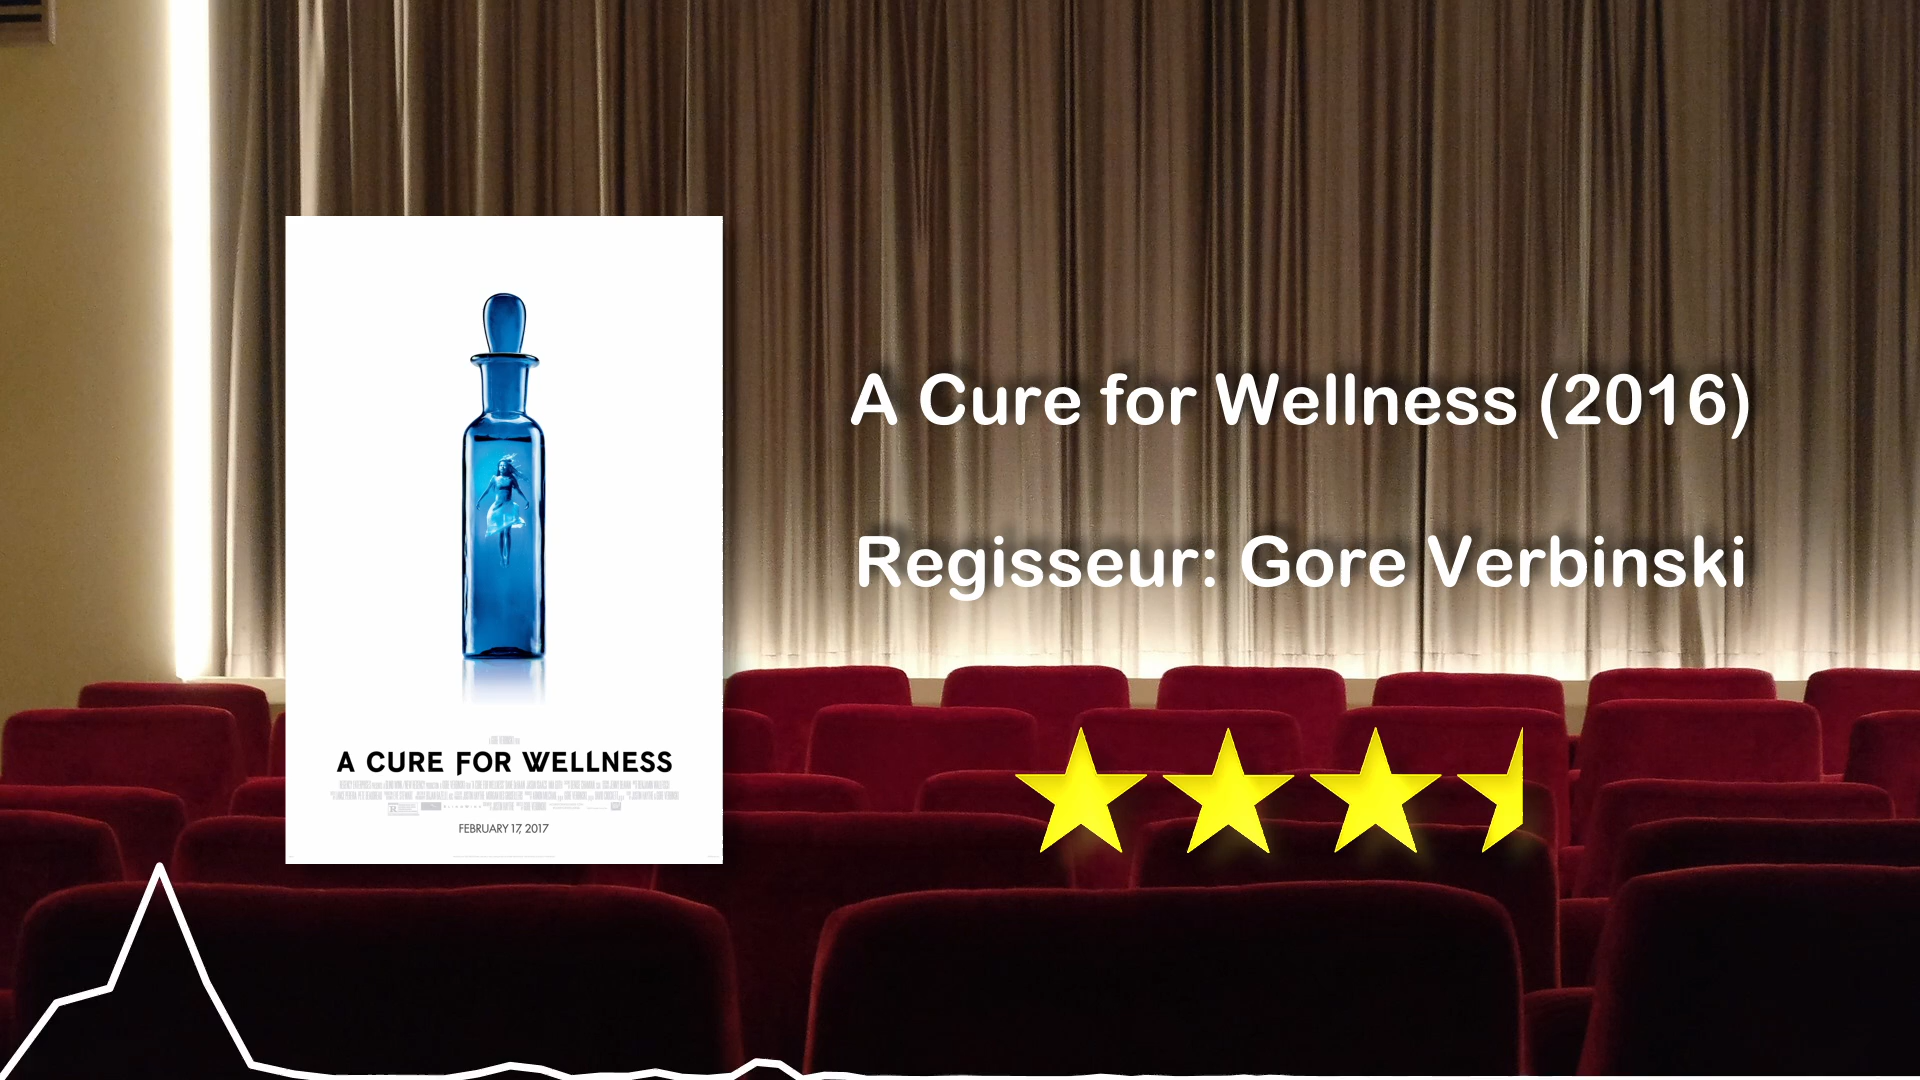 A Cure for Wellness (2016)
Regisseur: Gore Verbinski
A CURE FOR WELLNESS
FEBRUARY 17, 2017